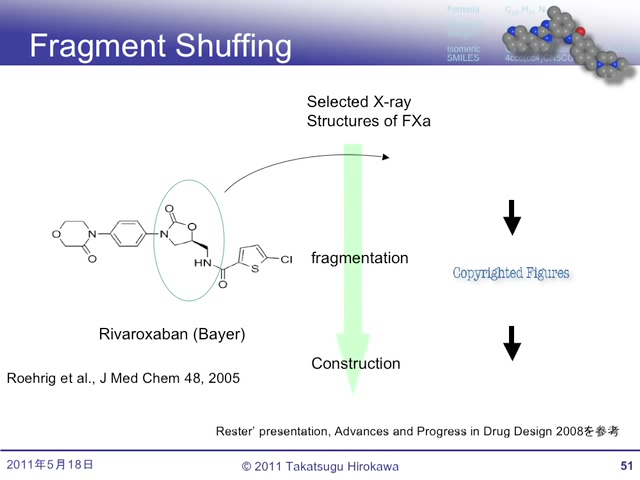 Formula
Isomeric
SMILES
Fragment Shuffing
Selected X-ray
Structures of FXa
O
O
N
O
N
O
HN
O
S
Cl
fragmentation
Copyrighted Figures
Rivaroxaban (Bayer)
Construction
Roehrig et al., J Med Chem 48, 2005
Rester’ presentation, Advances and Progress in Drug Design 2008を参考
2011年5月18日
© 2011 Takatsugu Hirokawa
51